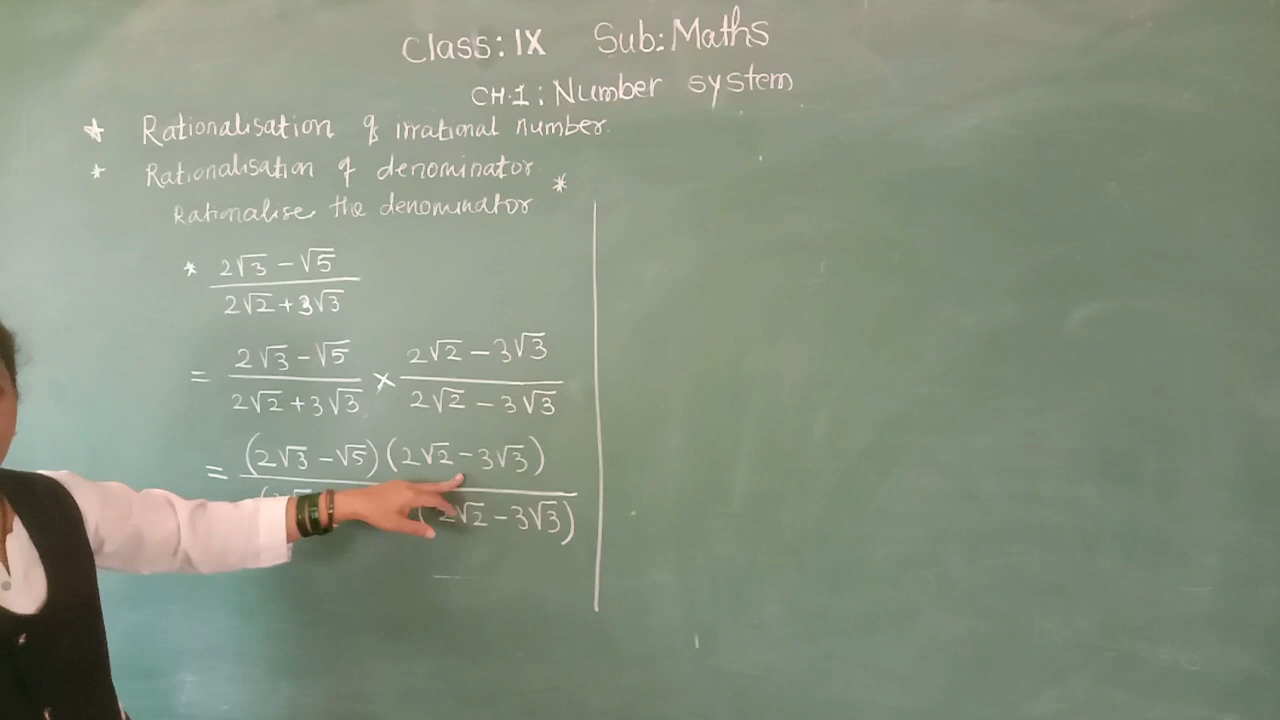 Class: IX Sub: Maths
CH.1: Number system
* Rationalisation of irrational number.
* Rationalisation of denominator
Rationalise the denominator *
* 2√3 - √5
2√2 + 3√3
= 2√3 - √5 × 2√2 - 3√3
2√2 + 3√3 2√2 - 3√3
= (2√3 - √5) (2√2 - 3√3)
(2√2 - 3√3)